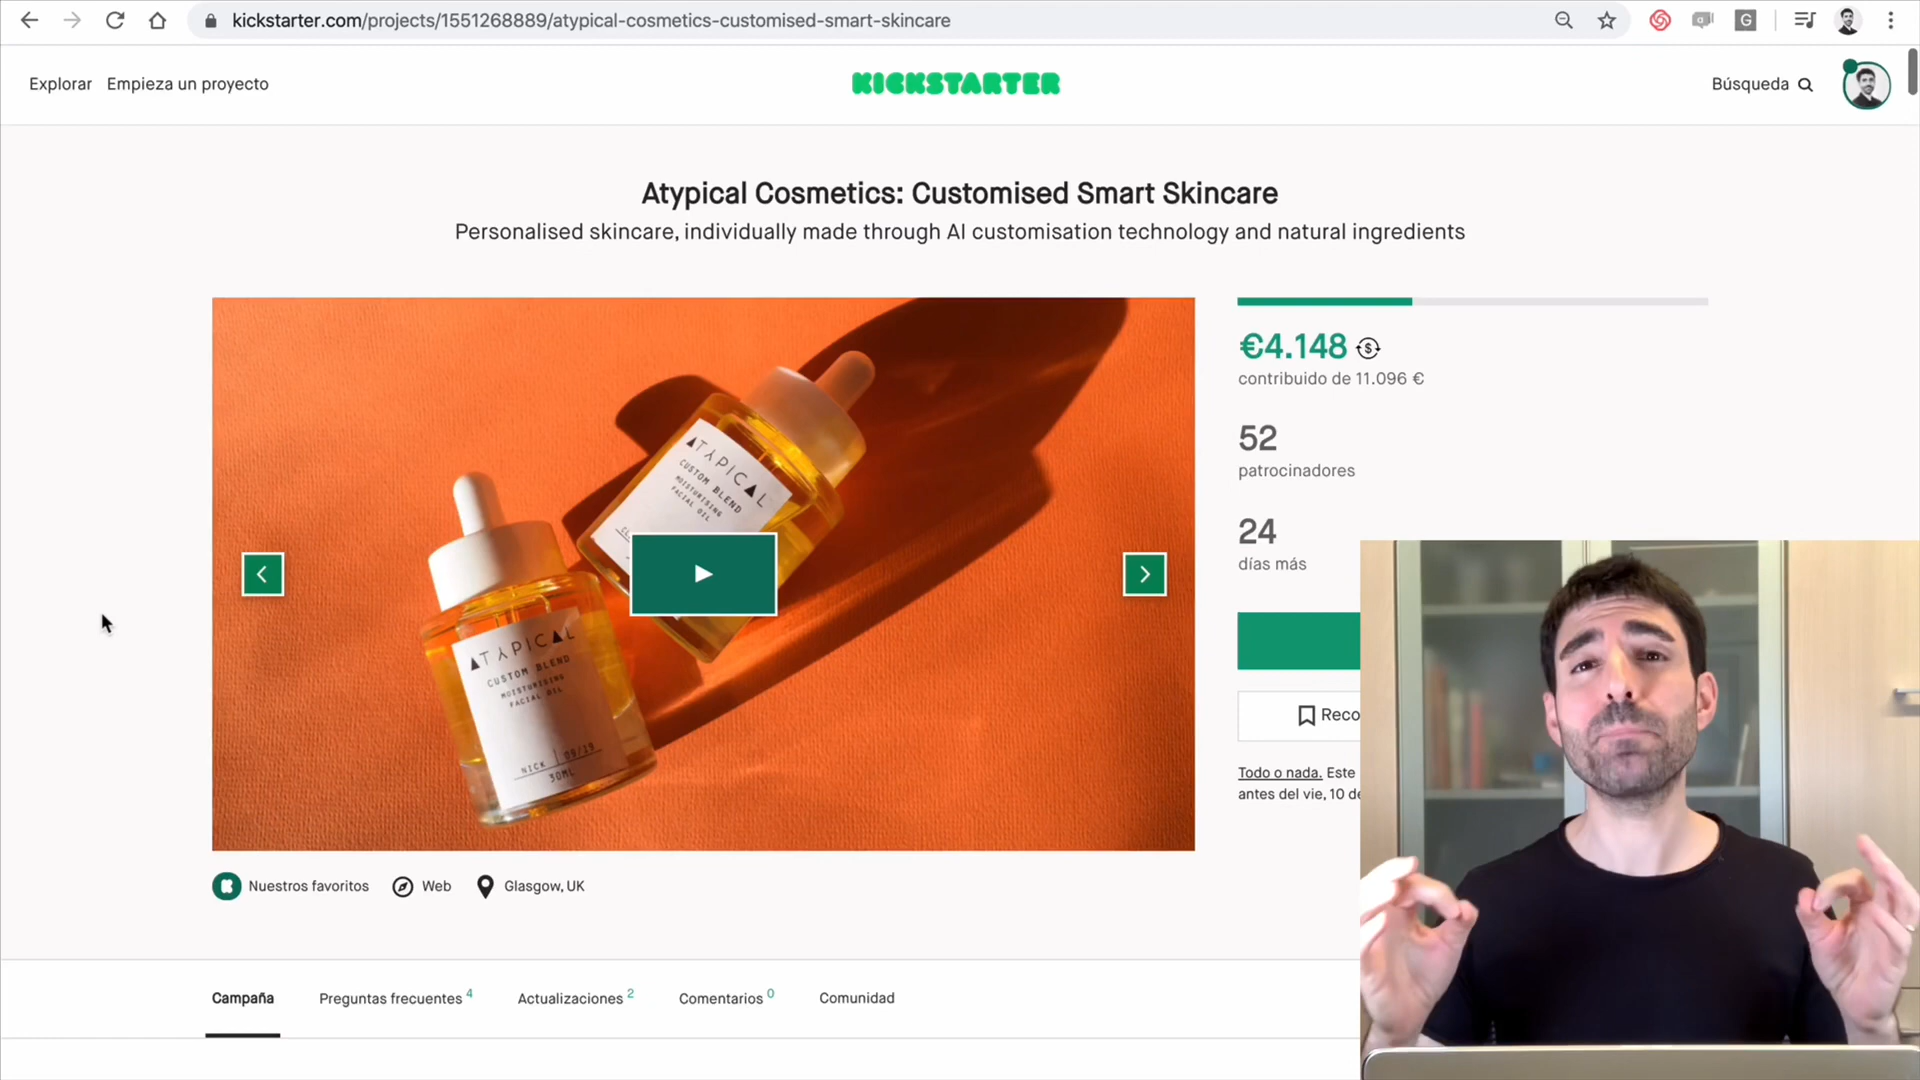 kickstarter.com/projects/1551268889/atypical-cosmetics-customised-smart-skincare
G
Explorar
Empieza un proyecto
KICKSTARTER
Búsqueda
Atypical Cosmetics: Customised Smart Skincare
Personalised skincare, individually made through AI customisation technology and natural ingredients
€4.148
contribuido de 11.096 €
52
patrocinadores
24
días más
Reco
Todo o nada. Este
antes del vie, 10 de
ATYPICAL
CUSTOM BLEND
MOISTURISING
FACIAL OIL
ATYPICAL
CUSTOM BLEND
MOISTURISING
FACIAL OIL
NICK | 09/19
30ML
Nuestros favoritos
Web
Glasgow, UK
Campaña
Preguntas frecuentes 4
Actualizaciones 2
Comentarios 0
Comunidad